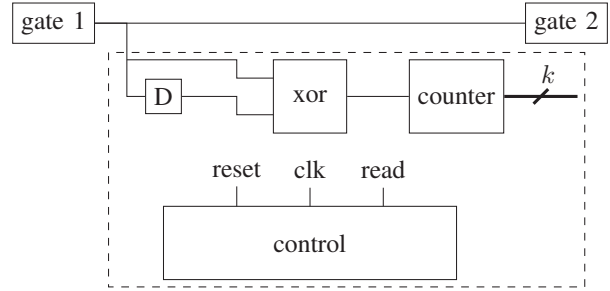 gate 1 gate 2
k
D xor counter
reset clk read
control